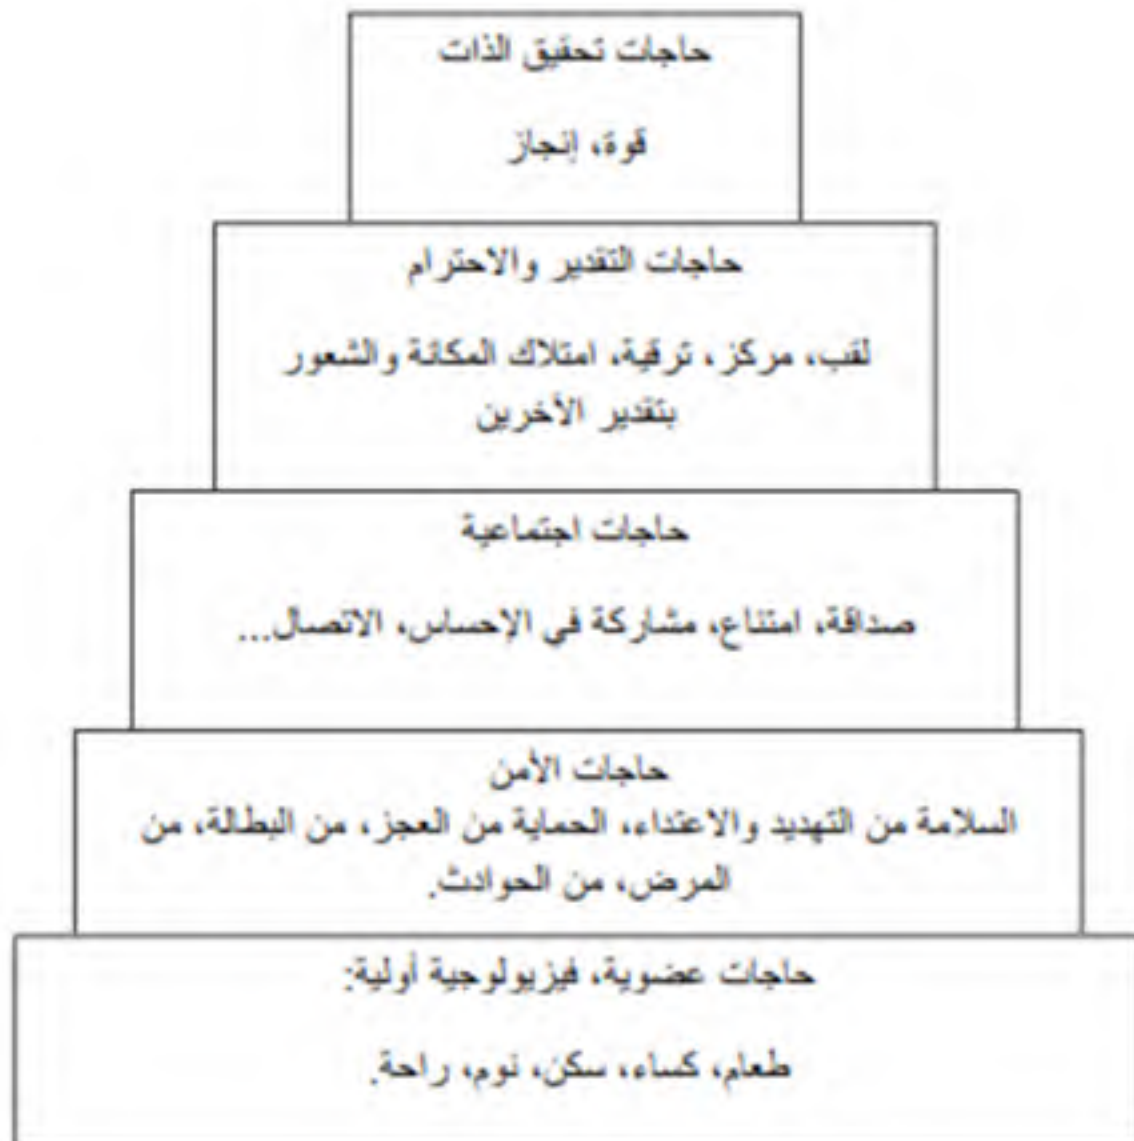 حاجات تحقيق الذات
قوة، إنجاز
حاجات التقدير والاحترام
لقب، مركز، ترقية، امتلاك المكانة والشعور
بتقدير الأخرين
حاجات اجتماعية
صداقة، امتناع، مشاركة في الإحساس، الاتصال...
حاجات الأمن
السلامة من التهديد والاعتداء، الحماية من العجز، من البطالة، من
المرض، من الحوادث.
حاجات عضوية، فيزيولوجية أولية:
طعام، كساء، سكن، نوم، راحة.